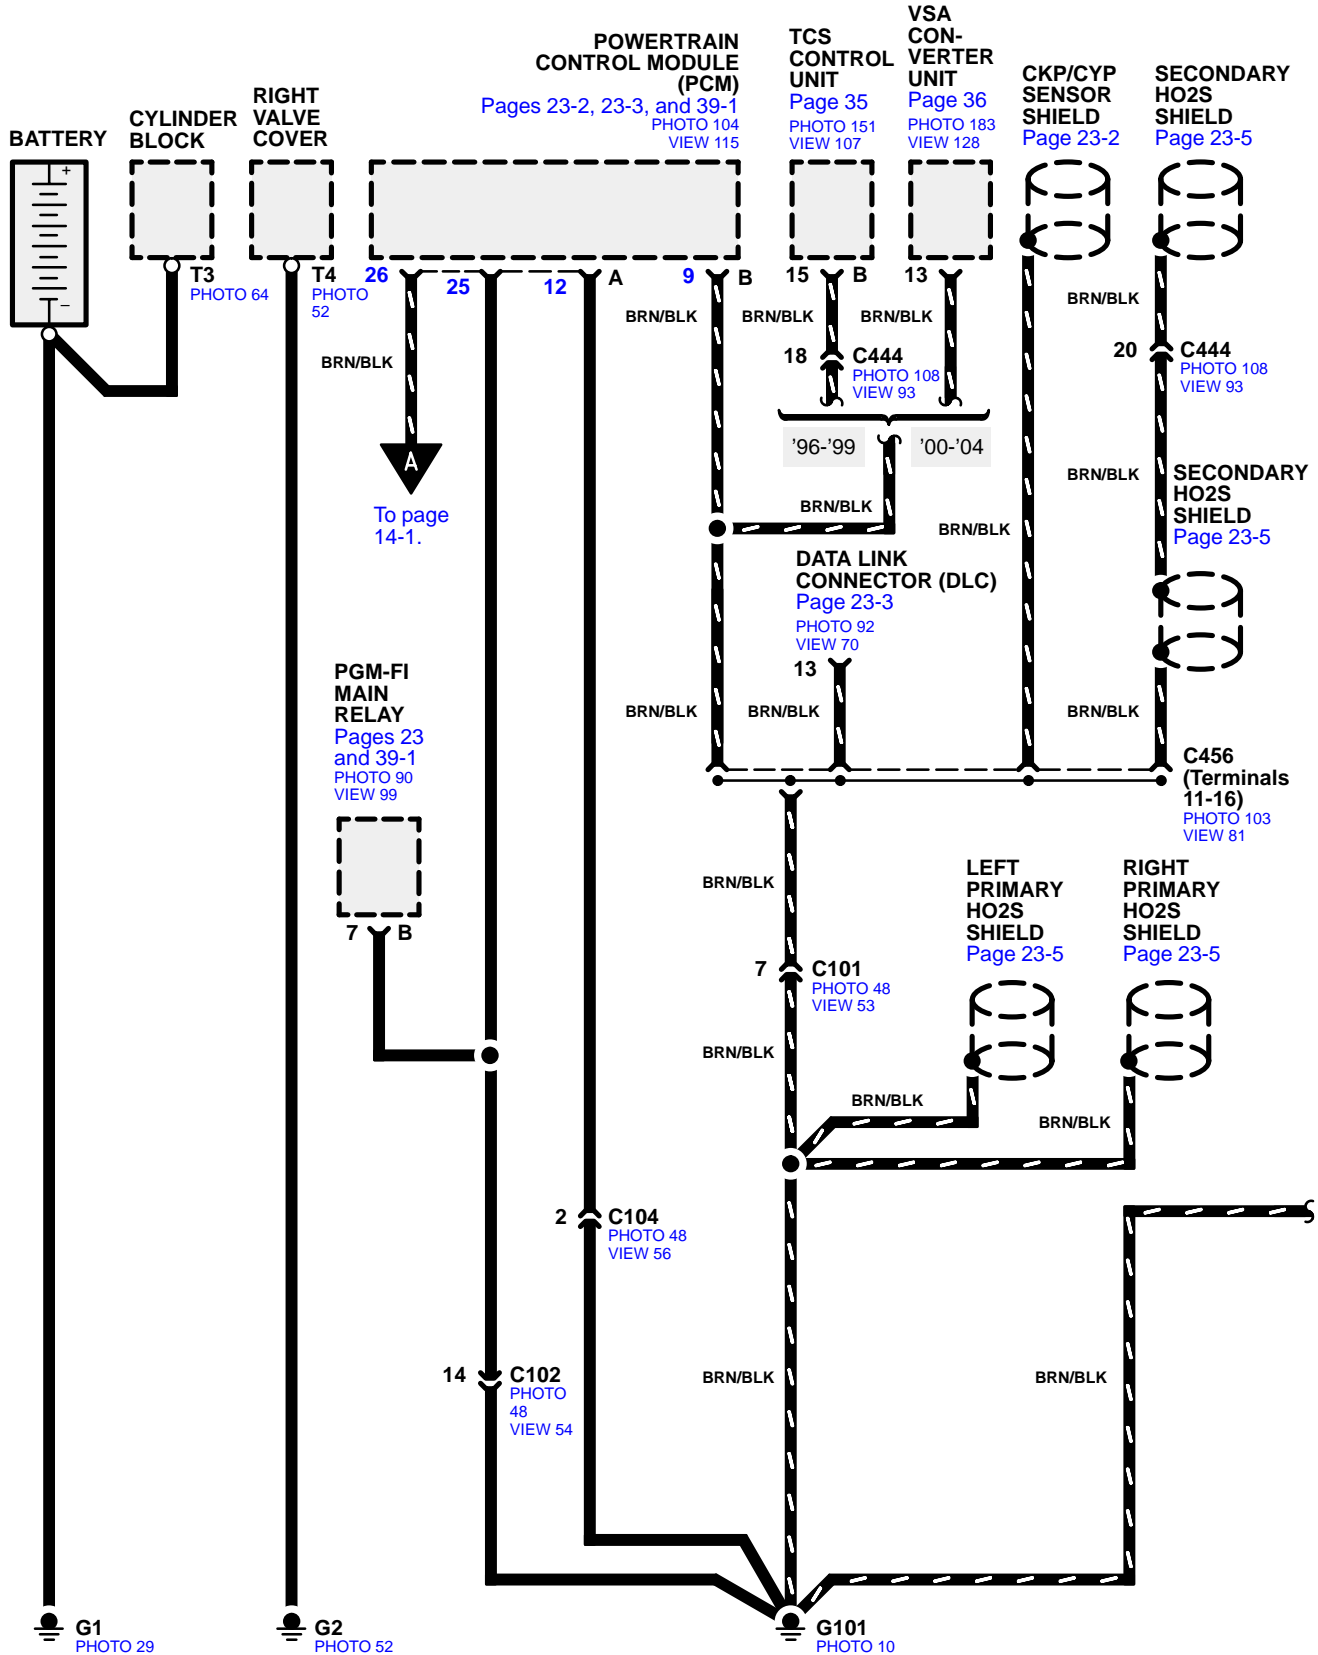 BATTERY
+
–
CYLINDER
BLOCK
T3
PHOTO 64
RIGHT
VALVE
COVER
T4
PHOTO
52
POWERTRAIN
CONTROL MODULE
(PCM)
Pages 23-2, 23-3, and 39-1
PHOTO 104
VIEW 115
26
25
12
A
9
B
TCS
CONTROL
UNIT
Page 35
PHOTO 151
VIEW 107
15
B
VSA
CON-
VERTER
UNIT
Page 36
PHOTO 183
VIEW 128
13
CKP/CYP
SENSOR
SHIELD
Page 23-2
SECONDARY
HO2S
SHIELD
Page 23-5
BRN/BLK
BRN/BLK
BRN/BLK
BRN/BLK
BRN/BLK
18
C444
PHOTO 108
VIEW 93
20
C444
PHOTO 108
VIEW 93
A
To page
14-1.
’96-’99
’00-’04
BRN/BLK
BRN/BLK
BRN/BLK
SECONDARY
HO2S
SHIELD
Page 23-5
DATA LINK
CONNECTOR (DLC)
Page 23-3
PHOTO 92
VIEW 70
13
PGM-FI
MAIN
RELAY
Pages 23
and 39-1
PHOTO 90
VIEW 99
7
B
BRN/BLK
BRN/BLK
BRN/BLK
C456
(Terminals
11-16)
PHOTO 103
VIEW 81
BRN/BLK
LEFT
PRIMARY
HO2S
SHIELD
Page 23-5
RIGHT
PRIMARY
HO2S
SHIELD
Page 23-5
7
C101
PHOTO 48
VIEW 53
BRN/BLK
BRN/BLK
BRN/BLK
2
C104
PHOTO 48
VIEW 56
14
C102
PHOTO
48
VIEW 54
BRN/BLK
BRN/BLK
G1
PHOTO 29
G2
PHOTO 52
G101
PHOTO 10